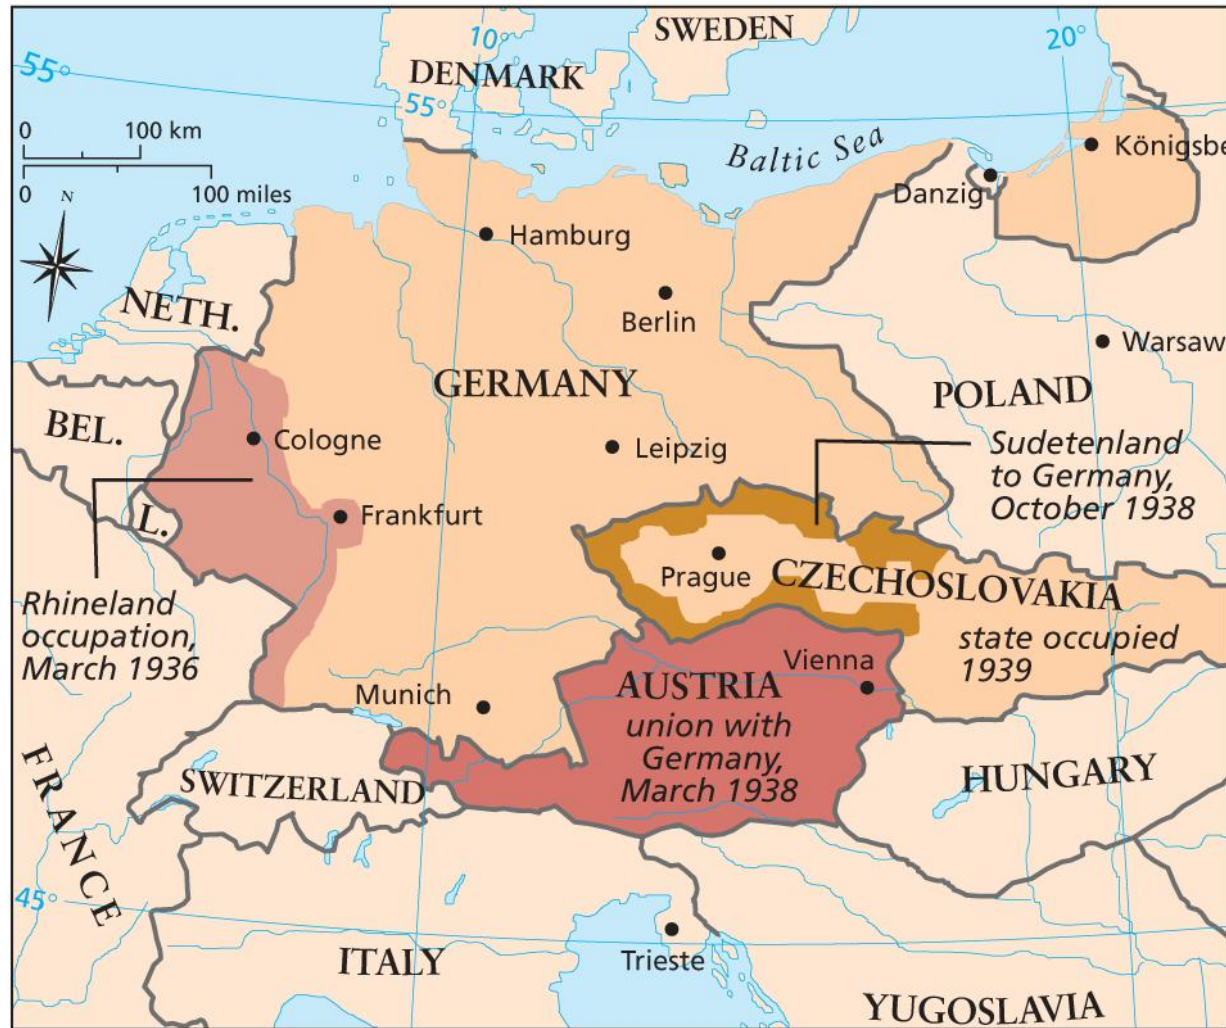 SWEDEN
10°
20°
55°
DENMARK
55°
0 100 km
0 100 miles
N
Baltic Sea
Königsbe
Danzig
Hamburg
Berlin
NETH.
Warsaw
GERMANY
POLAND
BEL.
Cologne
Leipzig
Sudetenland
to Germany,
October 1938
L.
Frankfurt
Prague
CZECHOSLOVAKIA
Rhineland
occupation,
March 1936
state occupied
1939
Vienna
Munich
AUSTRIA
union with
Germany,
March 1938
SWITZERLAND
HUNGARY
FRANCE
45°
ITALY
Trieste
YUGOSLAVIA